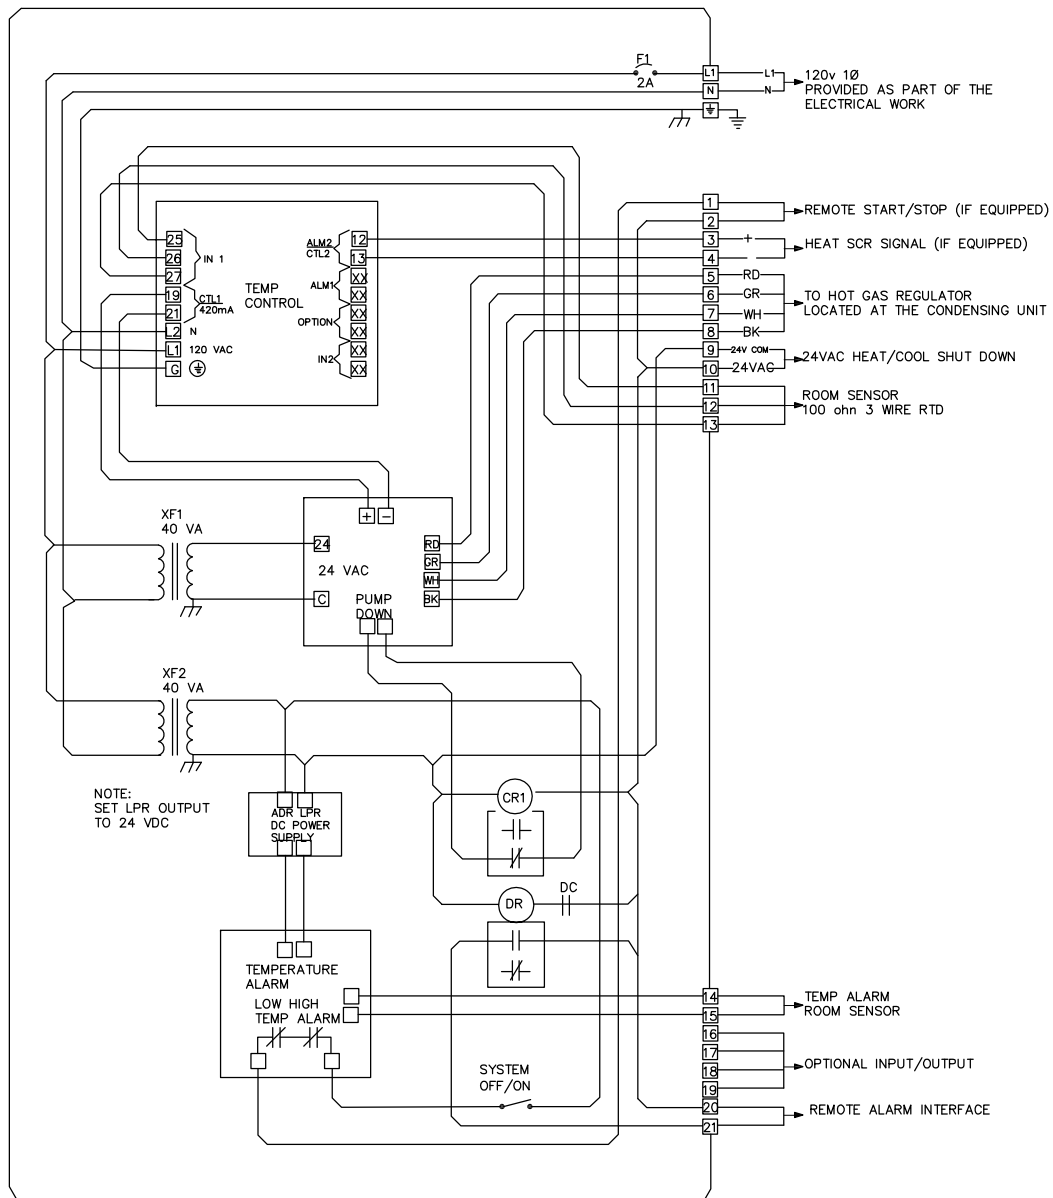 F1
2A
L1
L1
N
N
120v 1Ø
PROVIDED AS PART OF THE
ELECTRICAL WORK
1
2
REMOTE START/STOP (IF EQUIPPED)
3
+
4
-
HEAT SCR SIGNAL (IF EQUIPPED)
5
RD
6
GR
7
WH
8
BK
TO HOT GAS REGULATOR
LOCATED AT THE CONDENSING UNIT
9
24V COM
10
24VAC
24VAC HEAT/COOL SHUT DOWN
11
12
13
ROOM SENSOR
100 ohn 3 WIRE RTD
25
26
27
IN 1
19
21
CTL1
420mA
L2
N
L1
120 VAC
G
TEMP
CONTROL
ALM2
CTL2
12
13
ALM1
XX
XX
OPTION
XX
XX
IN2
XX
XX
XF1
40 VA
+
−
24
24 VAC
C
RD
GR
WH
BK
PUMP
DOWN
XF2
40 VA
NOTE:
SET LPR OUTPUT
TO 24 VDC
ADR LPR
DC POWER
SUPPLY
CR1
DR
DC
TEMPERATURE
ALARM
LOW HIGH
TEMP ALARM
SYSTEM
OFF/ON
14
15
TEMP ALARM
ROOM SENSOR
16
17
18
19
OPTIONAL INPUT/OUTPUT
20
21
REMOTE ALARM INTERFACE